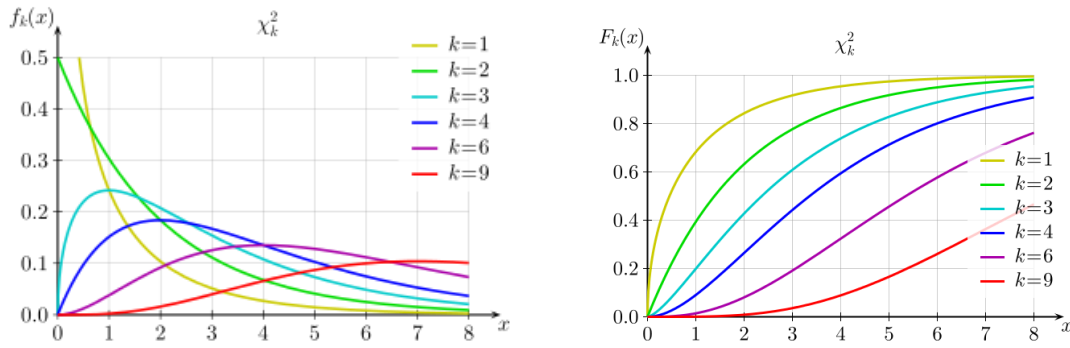 f_k(x)
χ²_k
k=1
k=2
k=3
k=4
k=6
k=9
0.5
0.4
0.3
0.2
0.1
0.0
0 1 2 3 4 5 6 7 8 x
F_k(x)
χ²_k
1.0
0.8
0.6
0.4
0.2
0.0
k=1
k=2
k=3
k=4
k=6
k=9
0 1 2 3 4 5 6 7 8 x